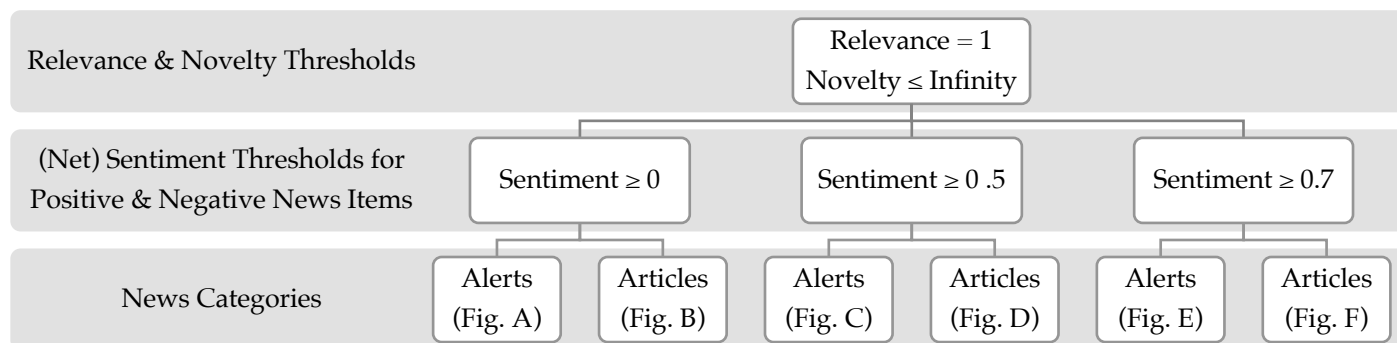 Relevance & Novelty Thresholds
Relevance = 1
Novelty ≤ Infinity
(Net) Sentiment Thresholds for
Positive & Negative News Items
Sentiment ≥ 0
Sentiment ≥ 0 .5
Sentiment ≥ 0.7
News Categories
Alerts
(Fig. A)
Articles
(Fig. B)
Alerts
(Fig. C)
Articles
(Fig. D)
Alerts
(Fig. E)
Articles
(Fig. F)